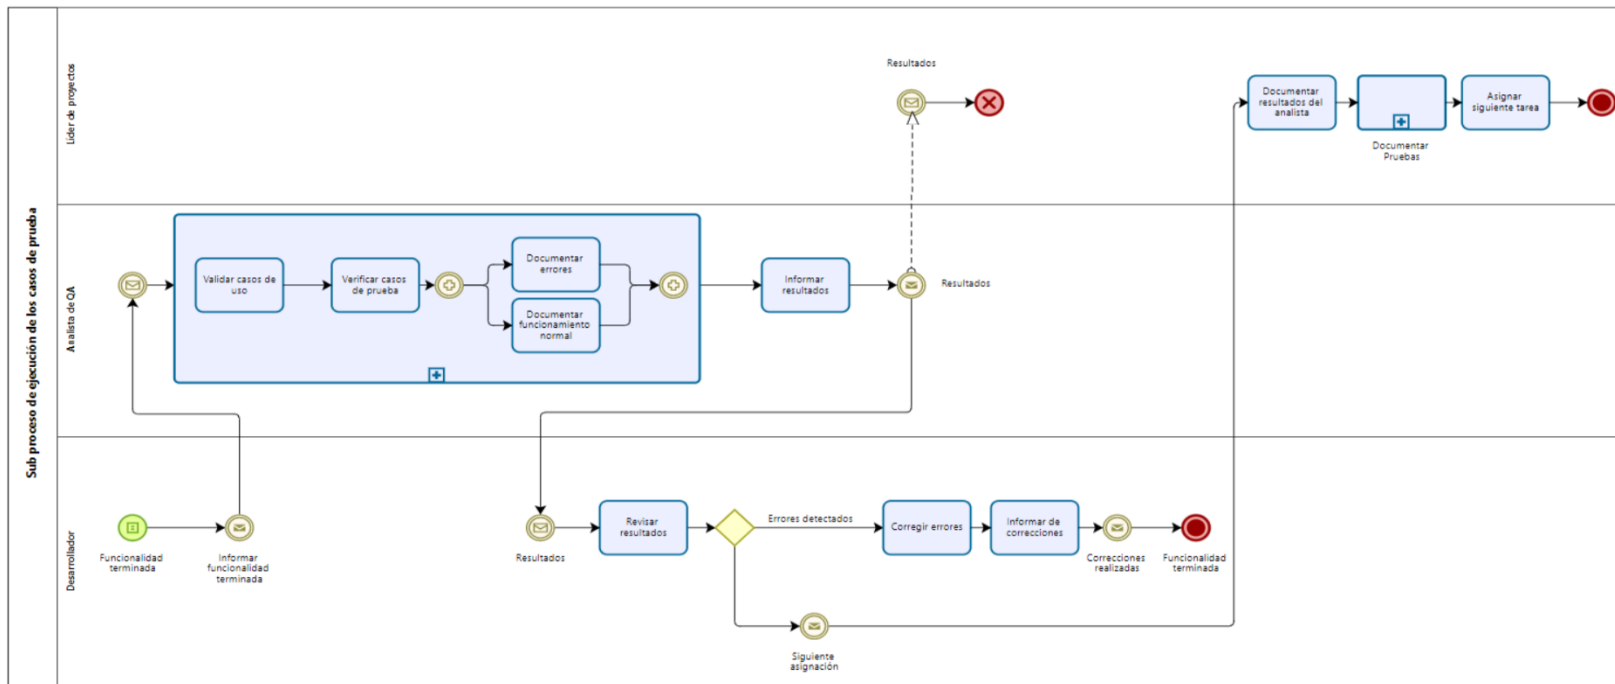 Sub proceso de ejecución de los casos de prueba
Líder de proyectos
Resultados
Documentar
resultados del
analista
Documentar
Pruebas
Asignar
siguiente tarea
Analista de QA
Validar casos de
uso
Verificar casos
de prueba
Documentar
errores
Documentar
funcionamiento
normal
Informar
resultados
Resultados
Desarrollador
Funcionalidad
terminada
Informar
funcionalidad
terminada
Resultados
Revisar
resultados
Errores detectados
Corregir errores
Informar de
correcciones
Correcciones
realizadas
Funcionalidad
terminada
Siguiente
asignación